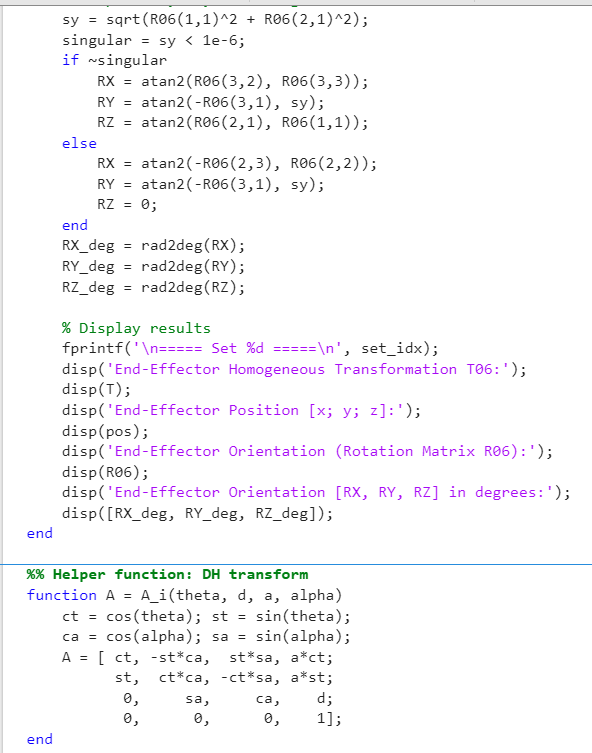 sy = sqrt(R06(1,1)^2 + R06(2,1)^2);
singular = sy < 1e-6;
if ~singular
RX = atan2(R06(3,2), R06(3,3));
RY = atan2(-R06(3,1), sy);
RZ = atan2(R06(2,1), R06(1,1));
else
RX = atan2(-R06(2,3), R06(2,2));
RY = atan2(-R06(3,1), sy);
RZ = 0;
end
RX_deg = rad2deg(RX);
RY_deg = rad2deg(RY);
RZ_deg = rad2deg(RZ);
% Display results
fprintf('\n===== Set %d =====\n', set_idx);
disp('End-Effector Homogeneous Transformation T06:');
disp(T);
disp('End-Effector Position [x; y; z]:');
disp(pos);
disp('End-Effector Orientation (Rotation Matrix R06):');
disp(R06);
disp('End-Effector Orientation [RX, RY, RZ] in degrees:');
disp([RX_deg, RY_deg, RZ_deg]);
end
%% Helper function: DH transform
function A = A_i(theta, d, a, alpha)
ct = cos(theta); st = sin(theta);
ca = cos(alpha); sa = sin(alpha);
A = [ ct, -st*ca, st*sa, a*ct;
st, ct*ca, -ct*sa, a*st;
0, sa, ca, d;
0, 0, 0, 1];
end